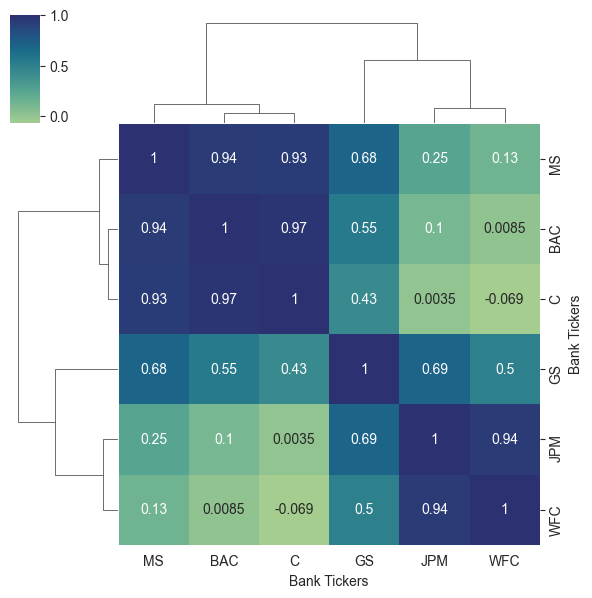 1.0
0.0
1 0.94 0.93 0.68 0.25 0.13 MS
0.94 1 0.97 0.55 0.1 0.0085 BAC
0.93 0.97 1 0.43 0.0035 -0.069 C
Bank Tickers
0.68 0.55 0.43 1 0.69 0.5 GS
0.25 0.1 0.0035 0.69 1 0.94 JPM
0.13 0.0085 -0.069 0.5 0.94 1 WFC
MS BAC C GS JPM WFC
Bank Tickers